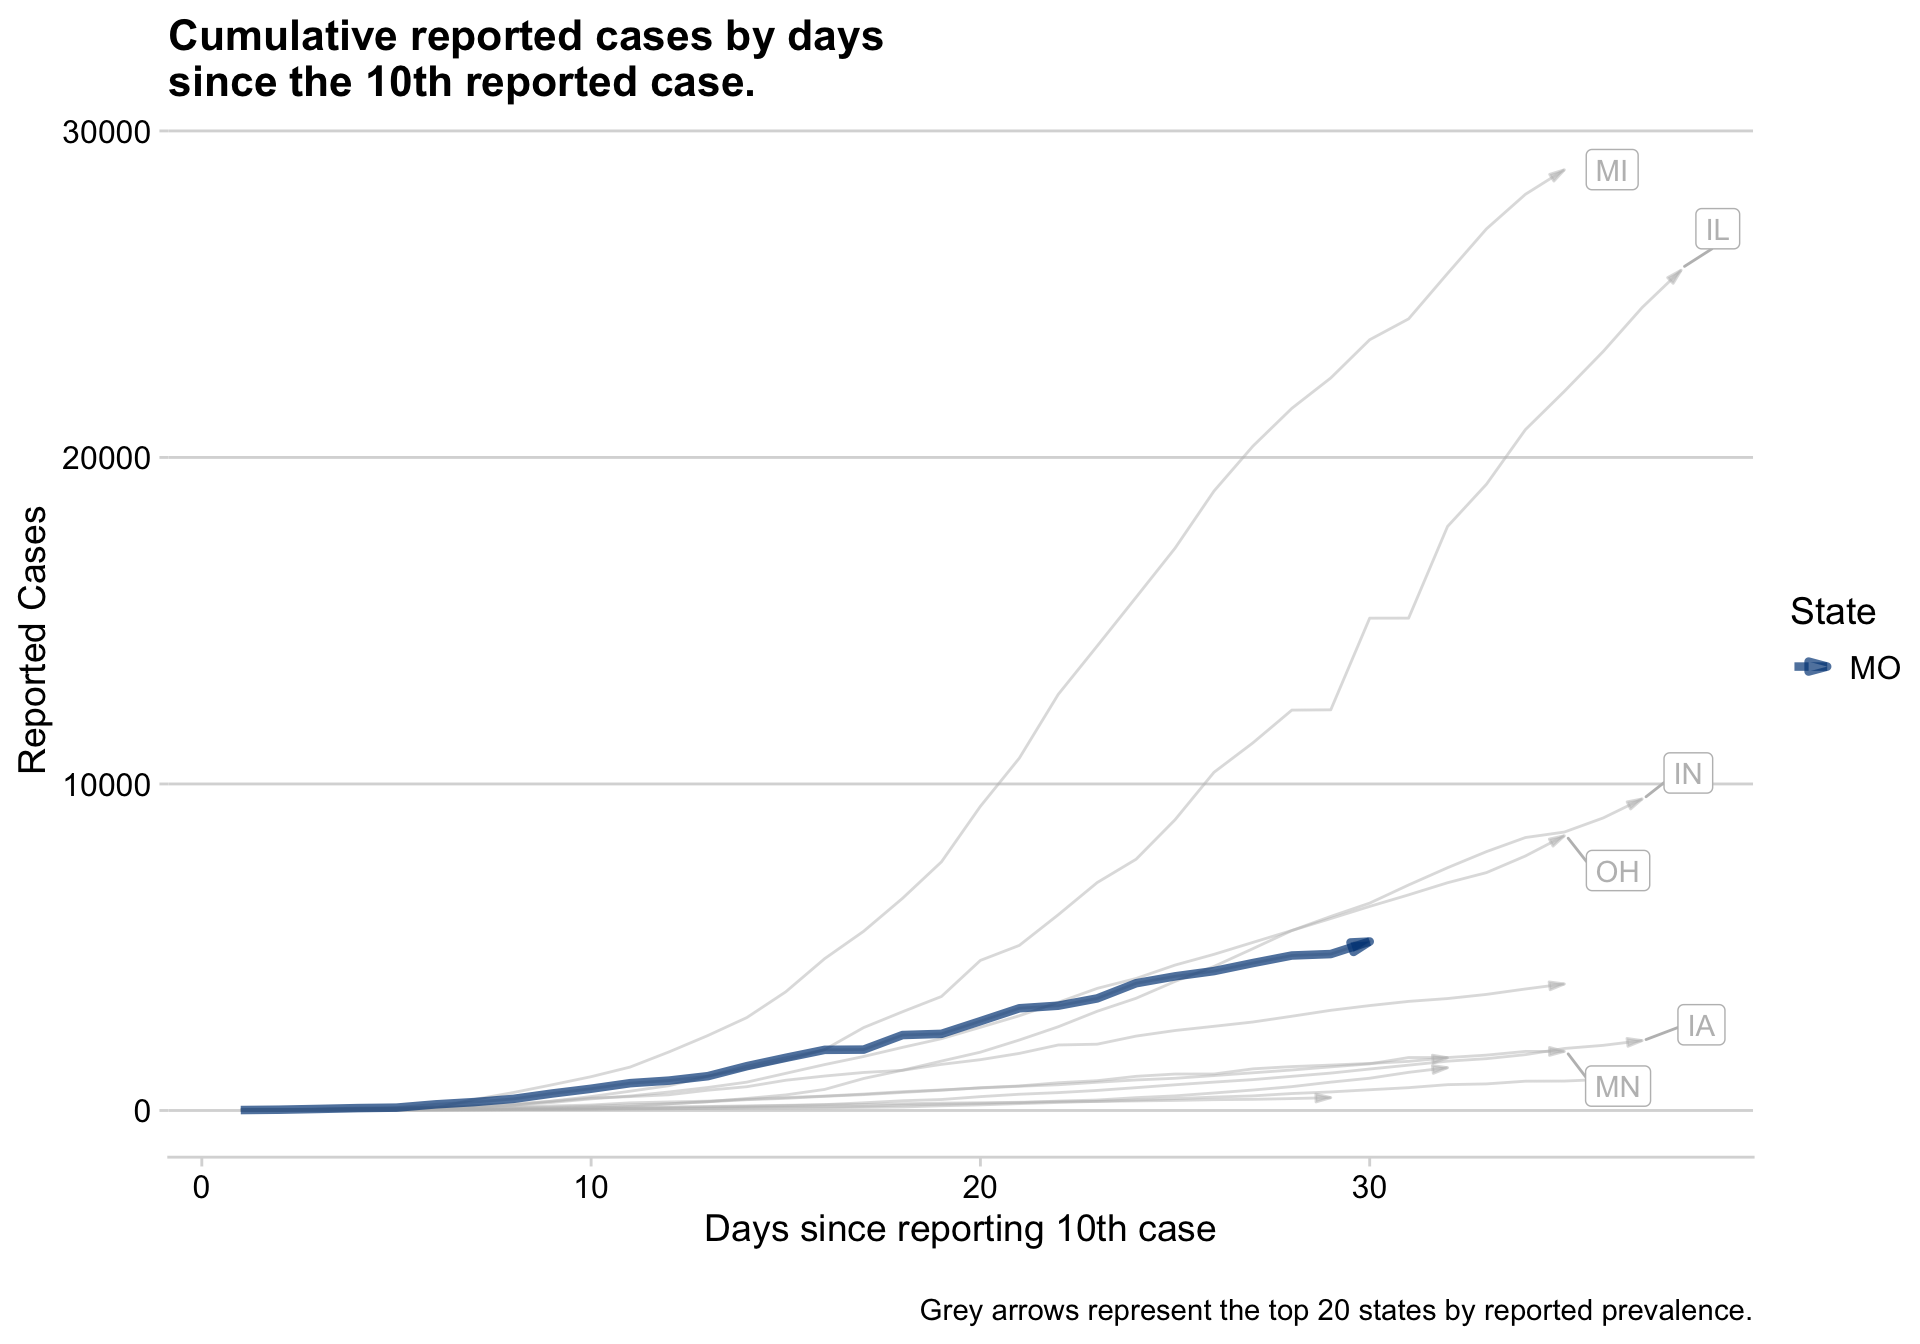 Cumulative reported cases by days
since the 10th reported case.
30000
20000
10000
0
Reported Cases
MI
IL
IN
OH
IA
MN
State
MO
0
10
20
30
Days since reporting 10th case
Grey arrows represent the top 20 states by reported prevalence.